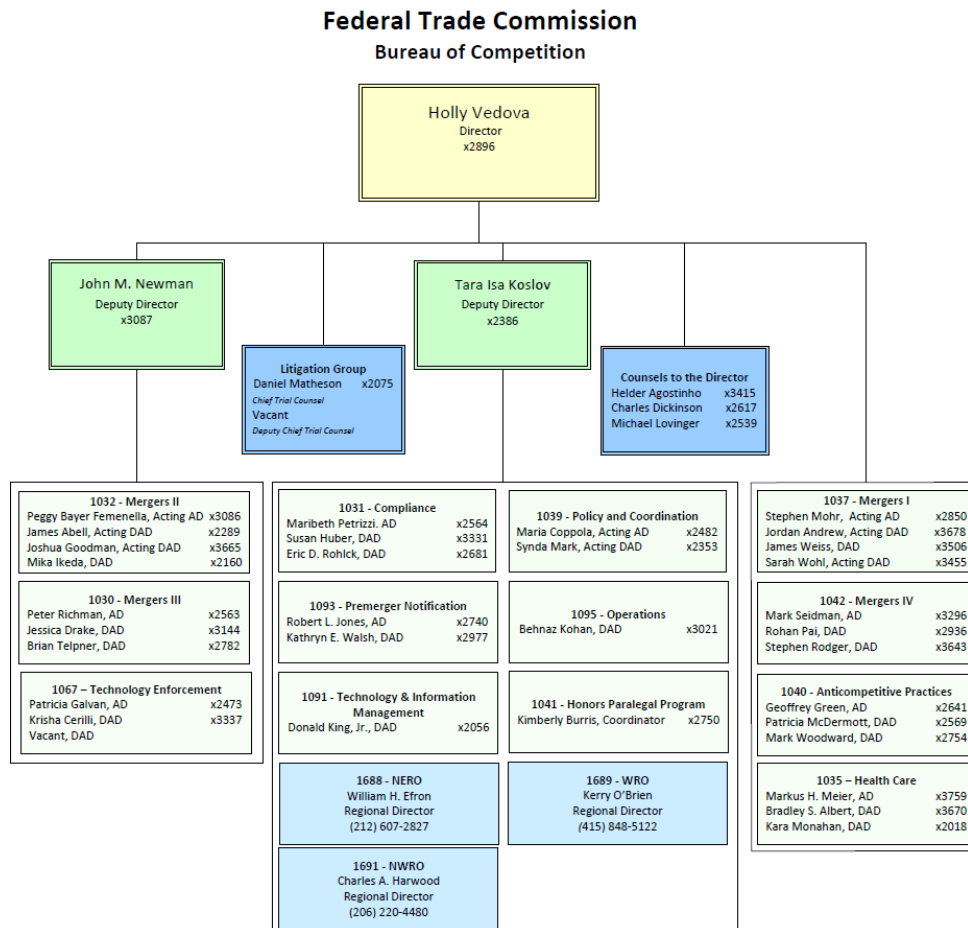 Federal Trade Commission
Bureau of Competition
Holly Vedova
Director
x2896
John M. Newman
Deputy Director
x3087
Tara Isa Koslov
Deputy Director
x2386
Litigation Group
Daniel Matheson x2075
Chief Trial Counsel
Vacant
Deputy Chief Trial Counsel
Counsels to the Director
Helder Agostinho x3415
Charles Dickinson x2617
Michael Lovinger x2539
1032 - Mergers II
Peggy Bayer Femenella, Acting AD x3086
James Abell, Acting DAD x2289
Joshua Goodman, Acting DAD x3665
Mika Ikeda, DAD x2160
1030 - Mergers III
Peter Richman, AD x2563
Jessica Drake, DAD x3144
Brian Telpner, DAD x2782
1067 – Technology Enforcement
Patricia Galvan, AD x2473
Krisha Cerilli, DAD x3337
Vacant, DAD
1031 - Compliance
Maribeth Petrizzi. AD x2564
Susan Huber, DAD x3331
Eric D. Rohlck, DAD x2681
1039 - Policy and Coordination
Maria Coppola, Acting AD x2482
Synda Mark, Acting DAD x2353
1093 - Premerger Notification
Robert L. Jones, AD x2740
Kathryn E. Walsh, DAD x2977
1095 - Operations
Behnaz Kohan, DAD x3021
1091 - Technology & Information
Management
Donald King, Jr., DAD x2056
1041 - Honors Paralegal Program
Kimberly Burris, Coordinator x2750
1688 - NERO
William H. Efron
Regional Director
(212) 607-2827
1689 - WRO
Kerry O'Brien
Regional Director
(415) 848-5122
1691 - NWRO
Charles A. Harwood
Regional Director
(206) 220-4480
1037 - Mergers I
Stephen Mohr, Acting AD x2850
Jordan Andrew, Acting DAD x3678
James Weiss, DAD x3506
Sarah Wohl, Acting DAD x3455
1042 - Mergers IV
Mark Seidman, AD x3296
Rohan Pai, DAD x2936
Stephen Rodger, DAD x3643
1040 - Anticompetitive Practices
Geoffrey Green, AD x2641
Patricia McDermott, DAD x2569
Mark Woodward, DAD x2754
1035 – Health Care
Markus H. Meier, AD x3759
Bradley S. Albert, DAD x3670
Kara Monahan, DAD x2018